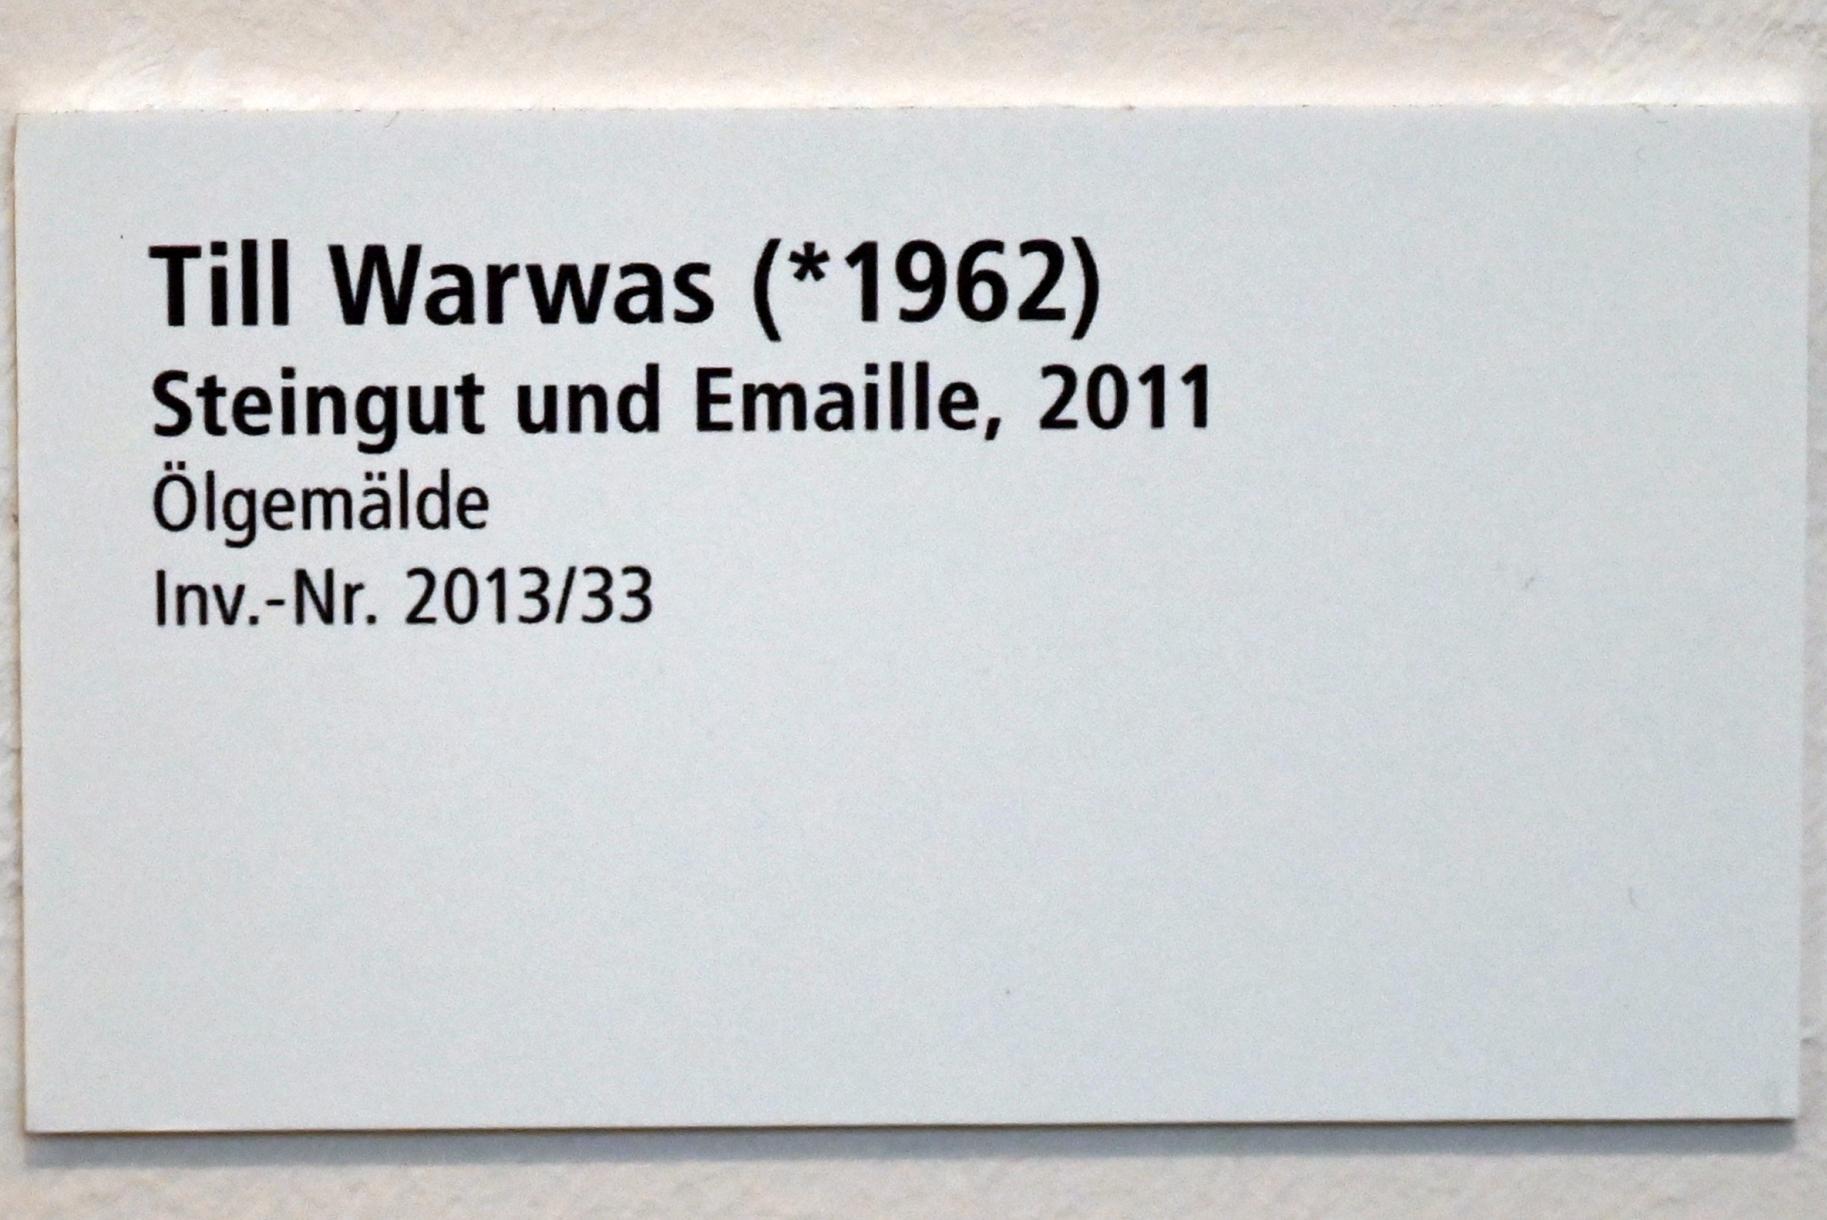 Till Warwas (*1962)
Steingut und Emaille, 2011
Ölgemälde
Inv.-Nr. 2013/33